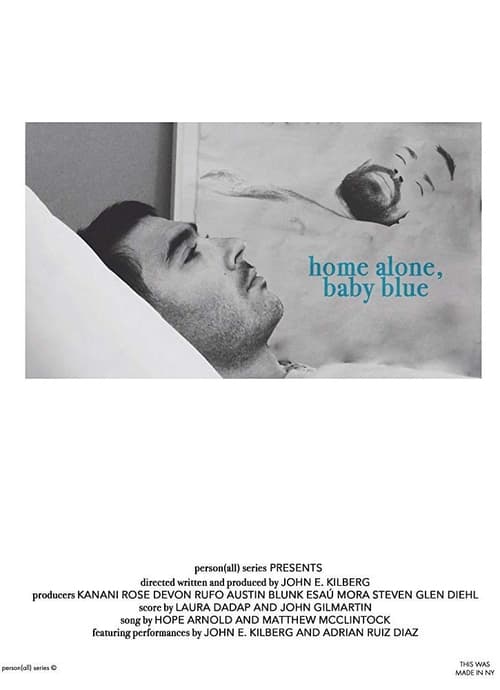 home alone,
baby blue
person(all) series PRESENTS
directed written and produced by JOHN E. KILBERG
producers KANANI ROSE DEVON RUFO AUSTIN BLUNK ESAÚ MORA STEVEN GLEN DIEHL
score by LAURA DADAP AND JOHN GILMARTIN
song by HOPE ARNOLD AND MATTHEW MCCLINTOCK
featuring performances by JOHN E. KILBERG AND ADRIAN RUIZ DIAZ
person(all) series ©
THIS WAS
MADE IN NY